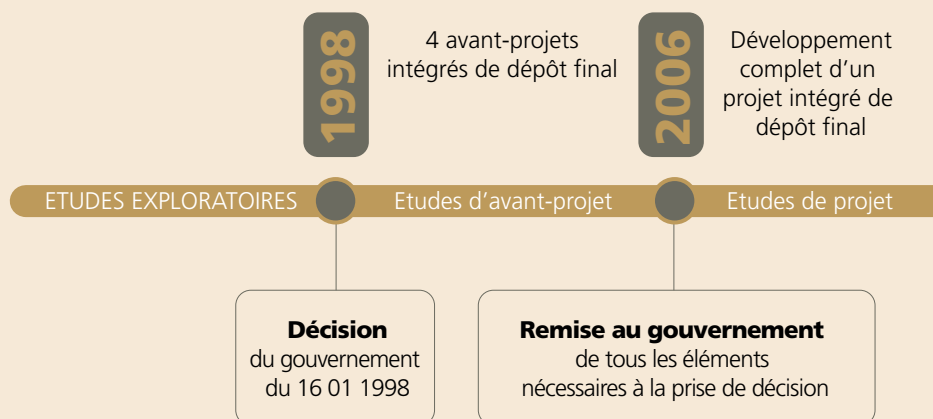 1998
4 avant-projets
intégrés de dépôt final
2006
Développement
complet d'un
projet intégré de
dépôt final
ETUDES EXPLORATOIRES
Etudes d'avant-projet
Etudes de projet
Décision
du gouvernement
du 16 01 1998
Remise au gouvernement
de tous les éléments
nécessaires à la prise de décision